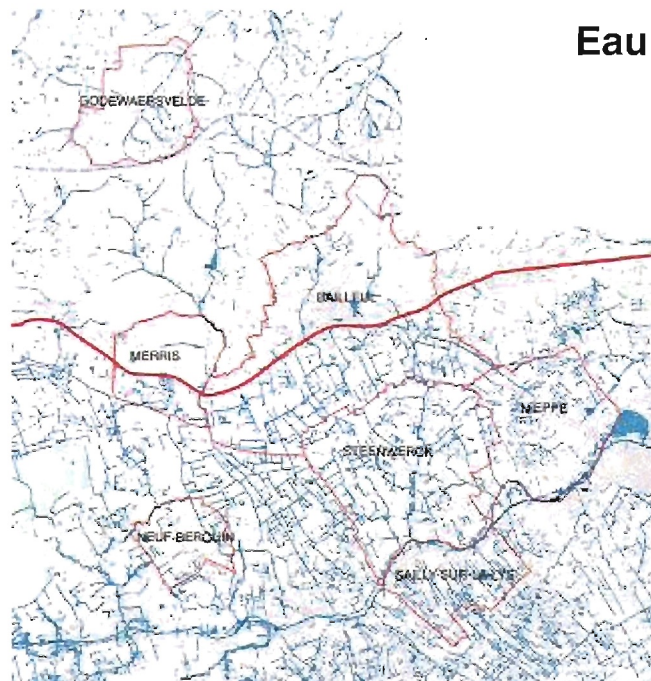 Eau
GODEWAERSVELDE
BAILLEUL
MERRIS
NIEPPE
STEENWERCK
NEUF-BERQUIN
SAILLY-SUR-LA-LYS